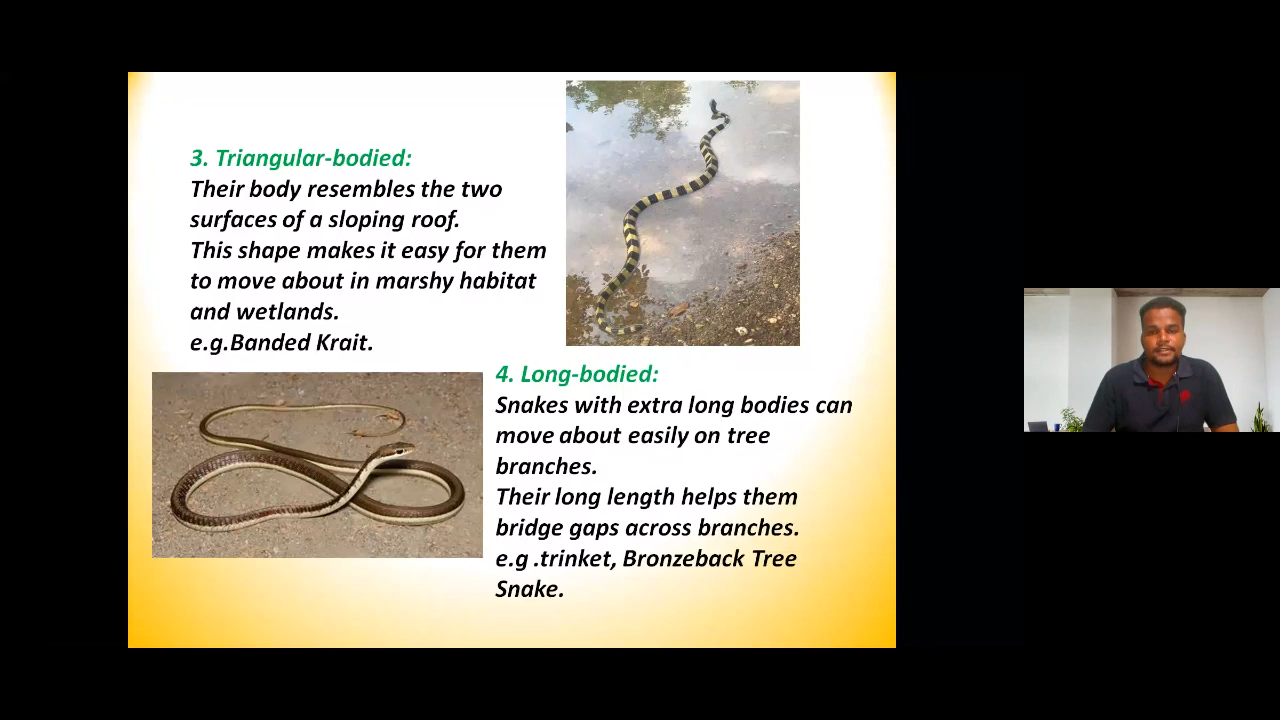 3. Triangular-bodied:
Their body resembles the two
surfaces of a sloping roof.
This shape makes it easy for them
to move about in marshy habitat
and wetlands.
e.g.Banded Krait.
4. Long-bodied:
Snakes with extra long bodies can
move about easily on tree
branches.
Their long length helps them
bridge gaps across branches.
e.g .trinket, Bronzeback Tree
Snake.